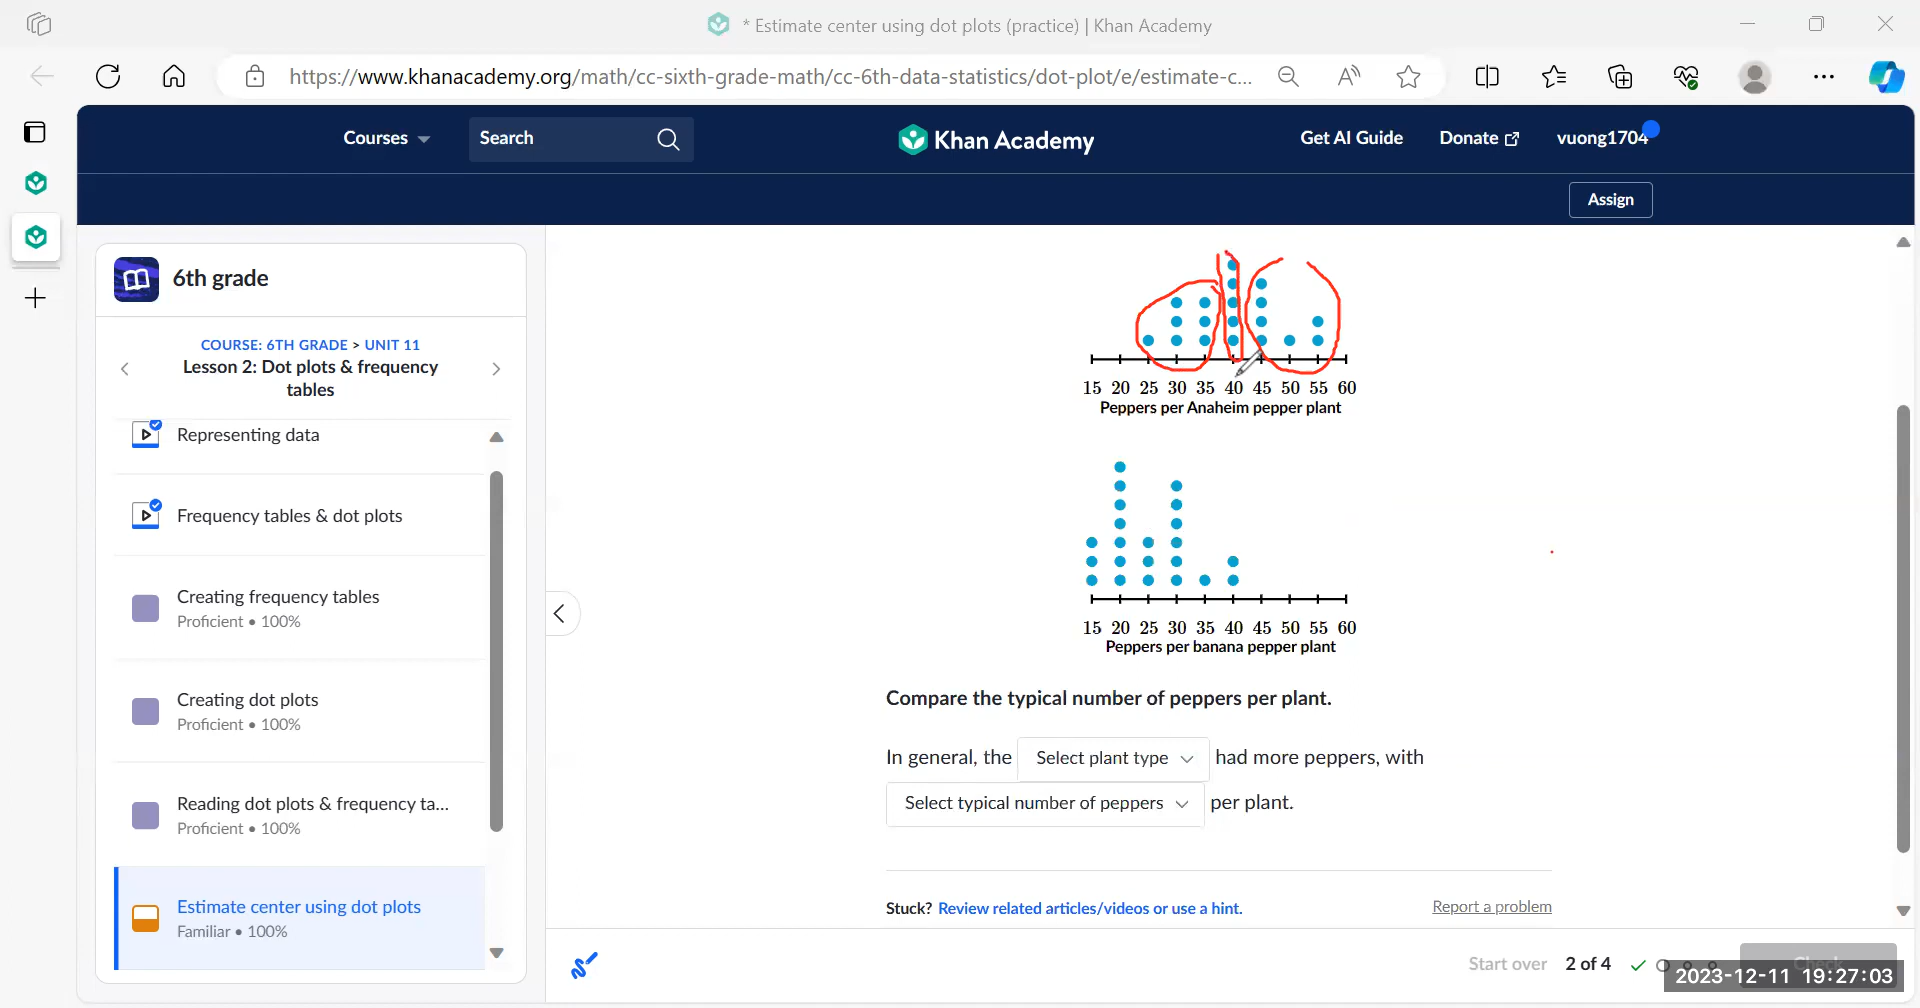 * Estimate center using dot plots (practice) | Khan Academy
https://www.khanacademy.org/math/cc-sixth-grade-math/cc-6th-data-statistics/dot-plot/e/estimate-c...
Courses
Search
Khan Academy
Get AI Guide
Donate
vuong1704
Assign
6th grade
COURSE: 6TH GRADE > UNIT 11
Lesson 2: Dot plots & frequency
tables
Representing data
Frequency tables & dot plots
Creating frequency tables
Proficient • 100%
Creating dot plots
Proficient • 100%
Reading dot plots & frequency ta...
Proficient • 100%
Estimate center using dot plots
Familiar • 100%
15 20 25 30 35 40 45 50 55 60
Peppers per Anaheim pepper plant
15 20 25 30 35 40 45 50 55 60
Peppers per banana pepper plant
Compare the typical number of peppers per plant.
In general, the Select plant type had more peppers, with
Select typical number of peppers per plant.
Stuck? Review related articles/videos or use a hint.
Report a problem
Start over 2 of 4
Check
2023-12-11 19:27:03